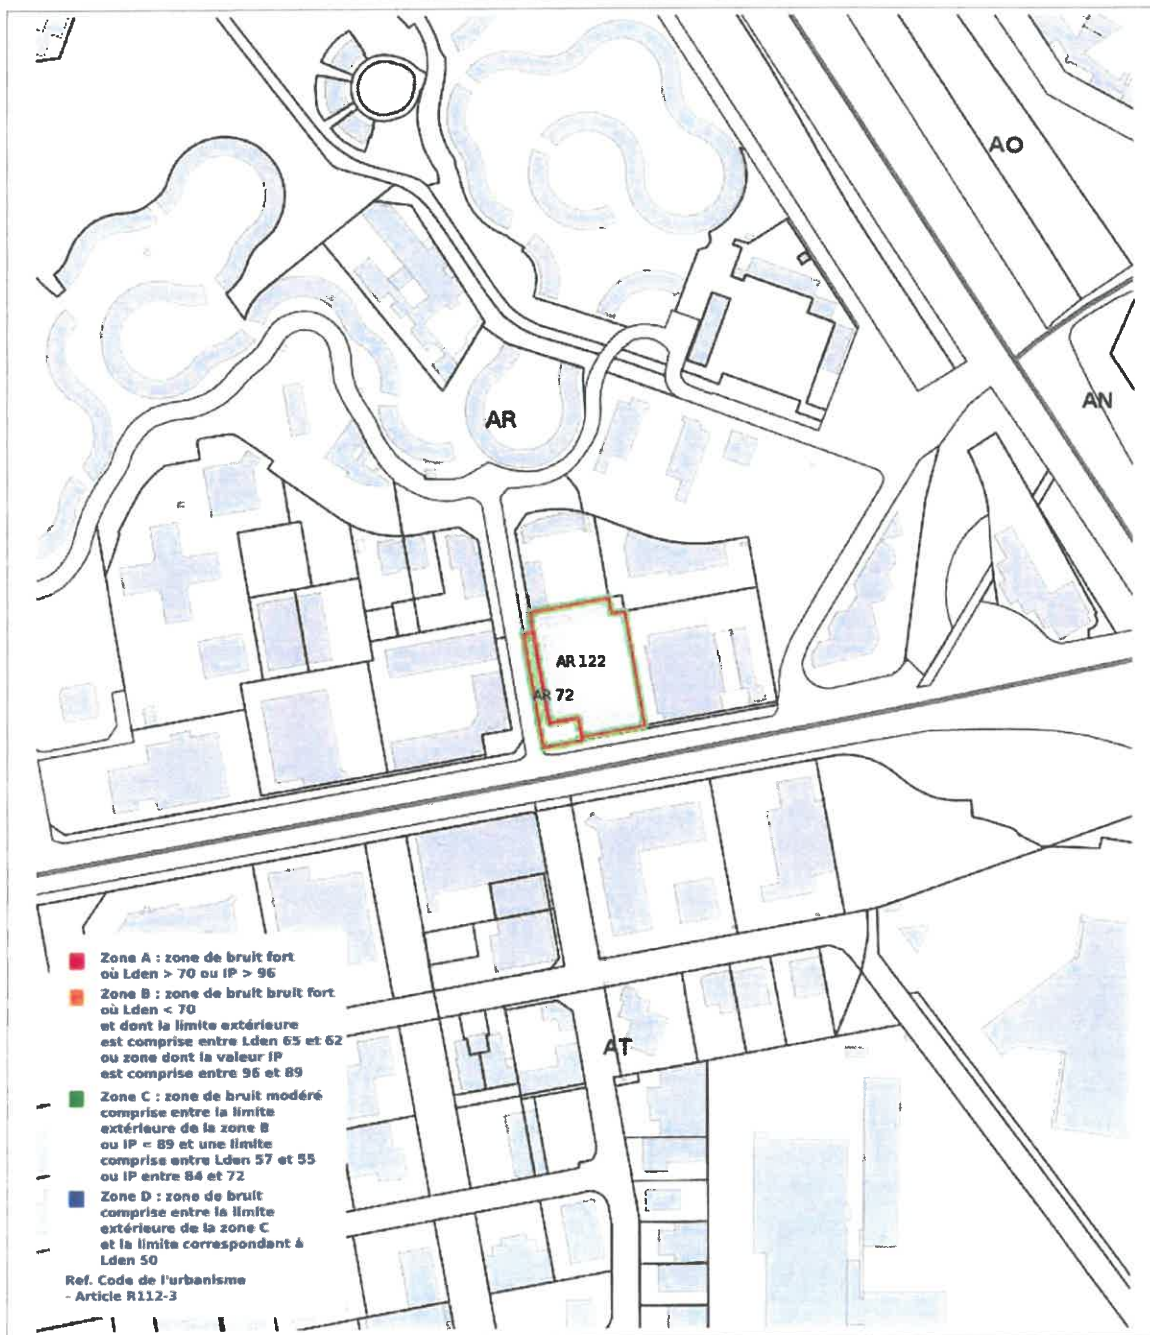 AO
AN
AR
AR 122
AR 72
Zone A : zone de bruit fort
où Lden > 70 ou IP > 96
Zone B : zone de bruit bruit fort
où Lden < 70
et dont la limite extérieure
est comprise entre Lden 65 et 62
ou zone dont la valeur IP
est comprise entre 96 et 89
AT
Zone C : zone de bruit modéré
comprise entre la limite
extérieure de la zone B
ou IP = 89 et une limite
comprise entre Lden 57 et 55
ou IP entre 84 et 72
Zone D : zone de bruit
comprise entre la limite
extérieure de la zone C
et la limite correspondant à
Lden 50
Ref. Code de l'urbanisme
- Article R112-3